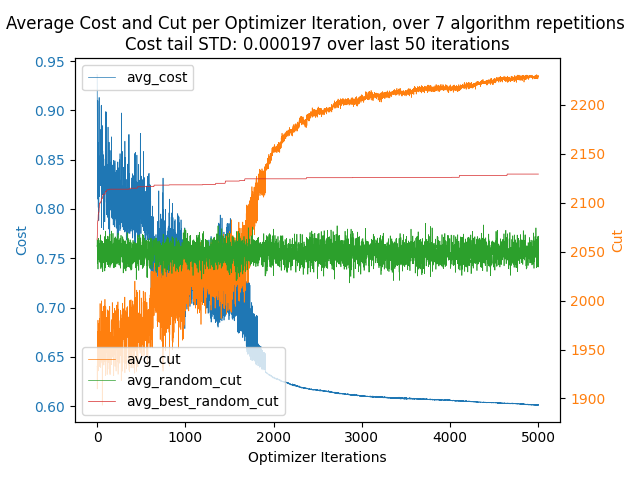 Average Cost and Cut per Optimizer Iteration, over 7 algorithm repetitions
Cost tail STD: 0.000197 over last 50 iterations
avg_cost
0.95
0.90
0.85
0.80
0.75
0.70
0.65
0.60
Cost
2200
2150
2100
2050
2000
1950
1900
Cut
avg_cut
avg_random_cut
avg_best_random_cut
0
1000
2000
3000
4000
5000
Optimizer Iterations